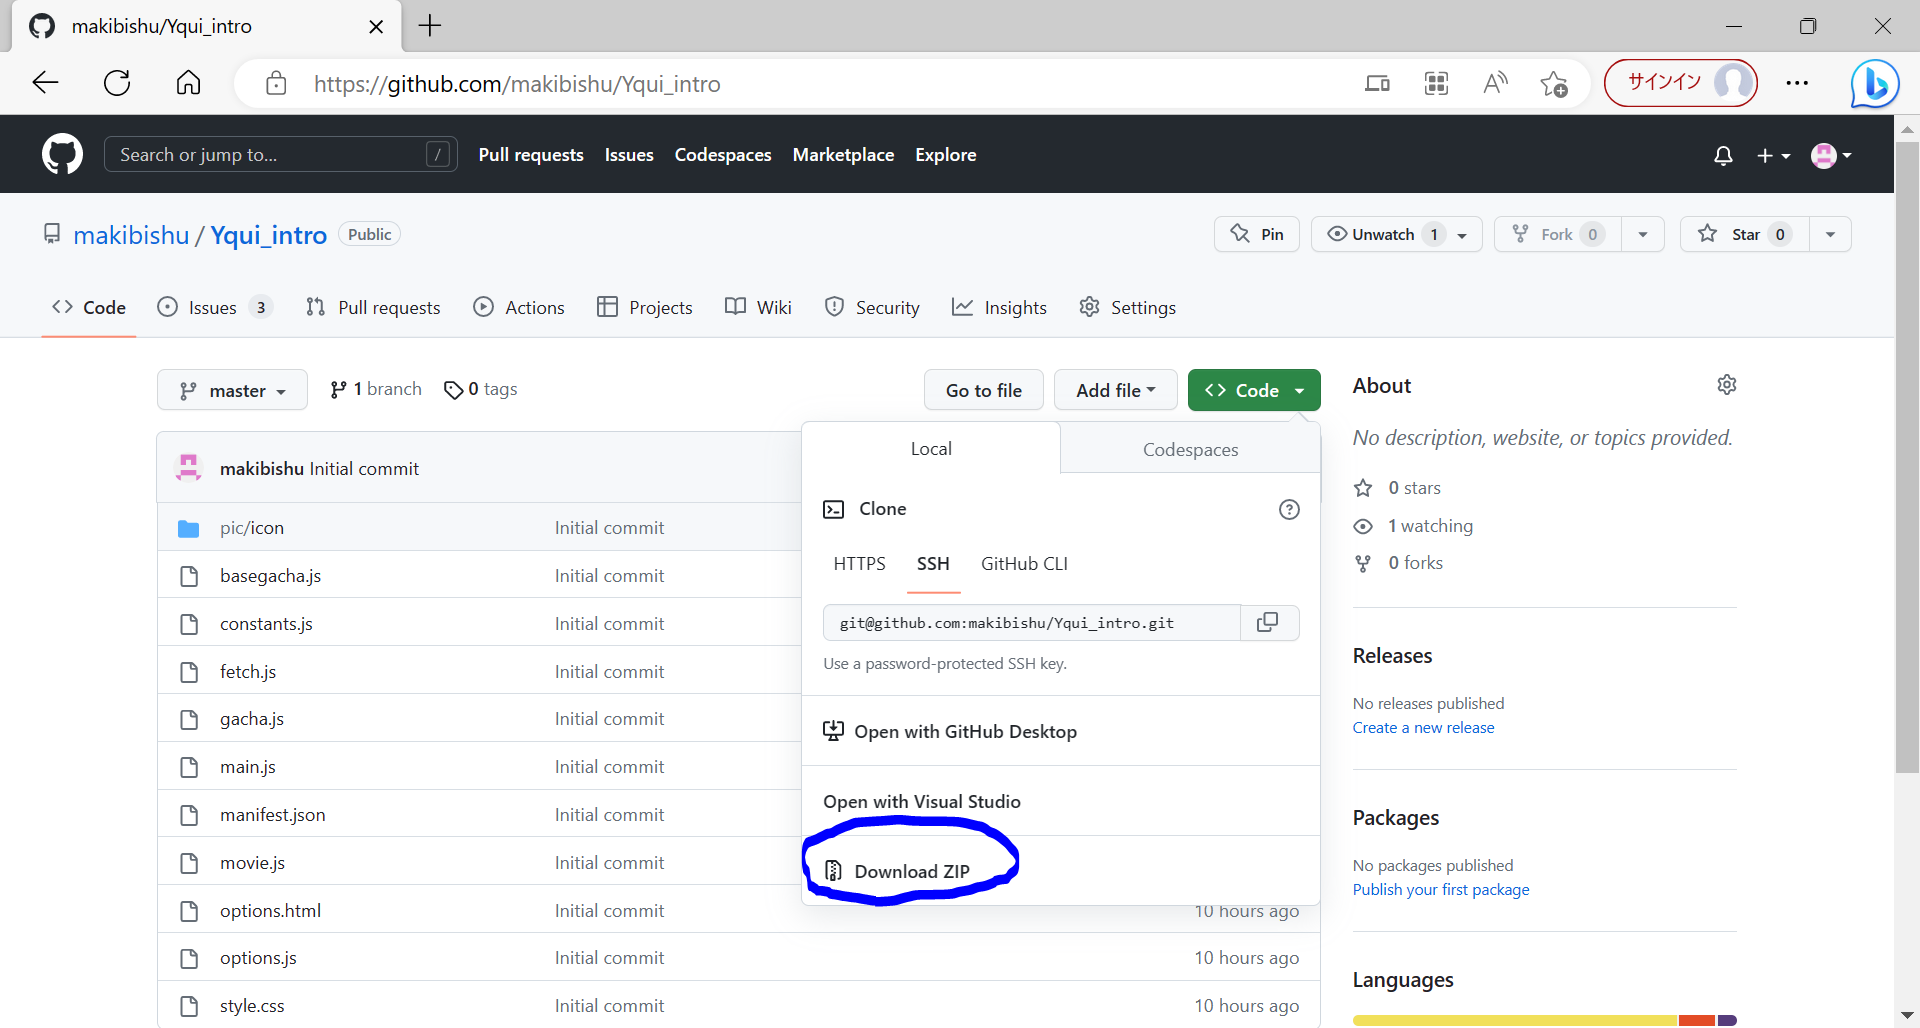 makibishu/Yqui_intro
https://github.com/makibishu/Yqui_intro
サインイン
Search or jump to...
/
Pull requests
Issues
Codespaces
Marketplace
Explore
makibishu / Yqui_intro
Public
Pin
Unwatch 1
Fork 0
Star 0
Code
Issues 3
Pull requests
Actions
Projects
Wiki
Security
Insights
Settings
master
1 branch
0 tags
Go to file
Add file
Code
makibishu Initial commit
pic/icon Initial commit
basegacha.js Initial commit
constants.js Initial commit
fetch.js Initial commit
gacha.js Initial commit
main.js Initial commit
manifest.json Initial commit
movie.js Initial commit
options.html Initial commit 10 hours ago
options.js Initial commit 10 hours ago
style.css Initial commit 10 hours ago
Local
Codespaces
Clone
HTTPS
SSH
GitHub CLI
git@github.com:makibishu/Yqui_intro.git
Use a password-protected SSH key.
Open with GitHub Desktop
Open with Visual Studio
Download ZIP
About
No description, website, or topics provided.
0 stars
1 watching
0 forks
Releases
No releases published
Create a new release
Packages
No packages published
Publish your first package
Languages